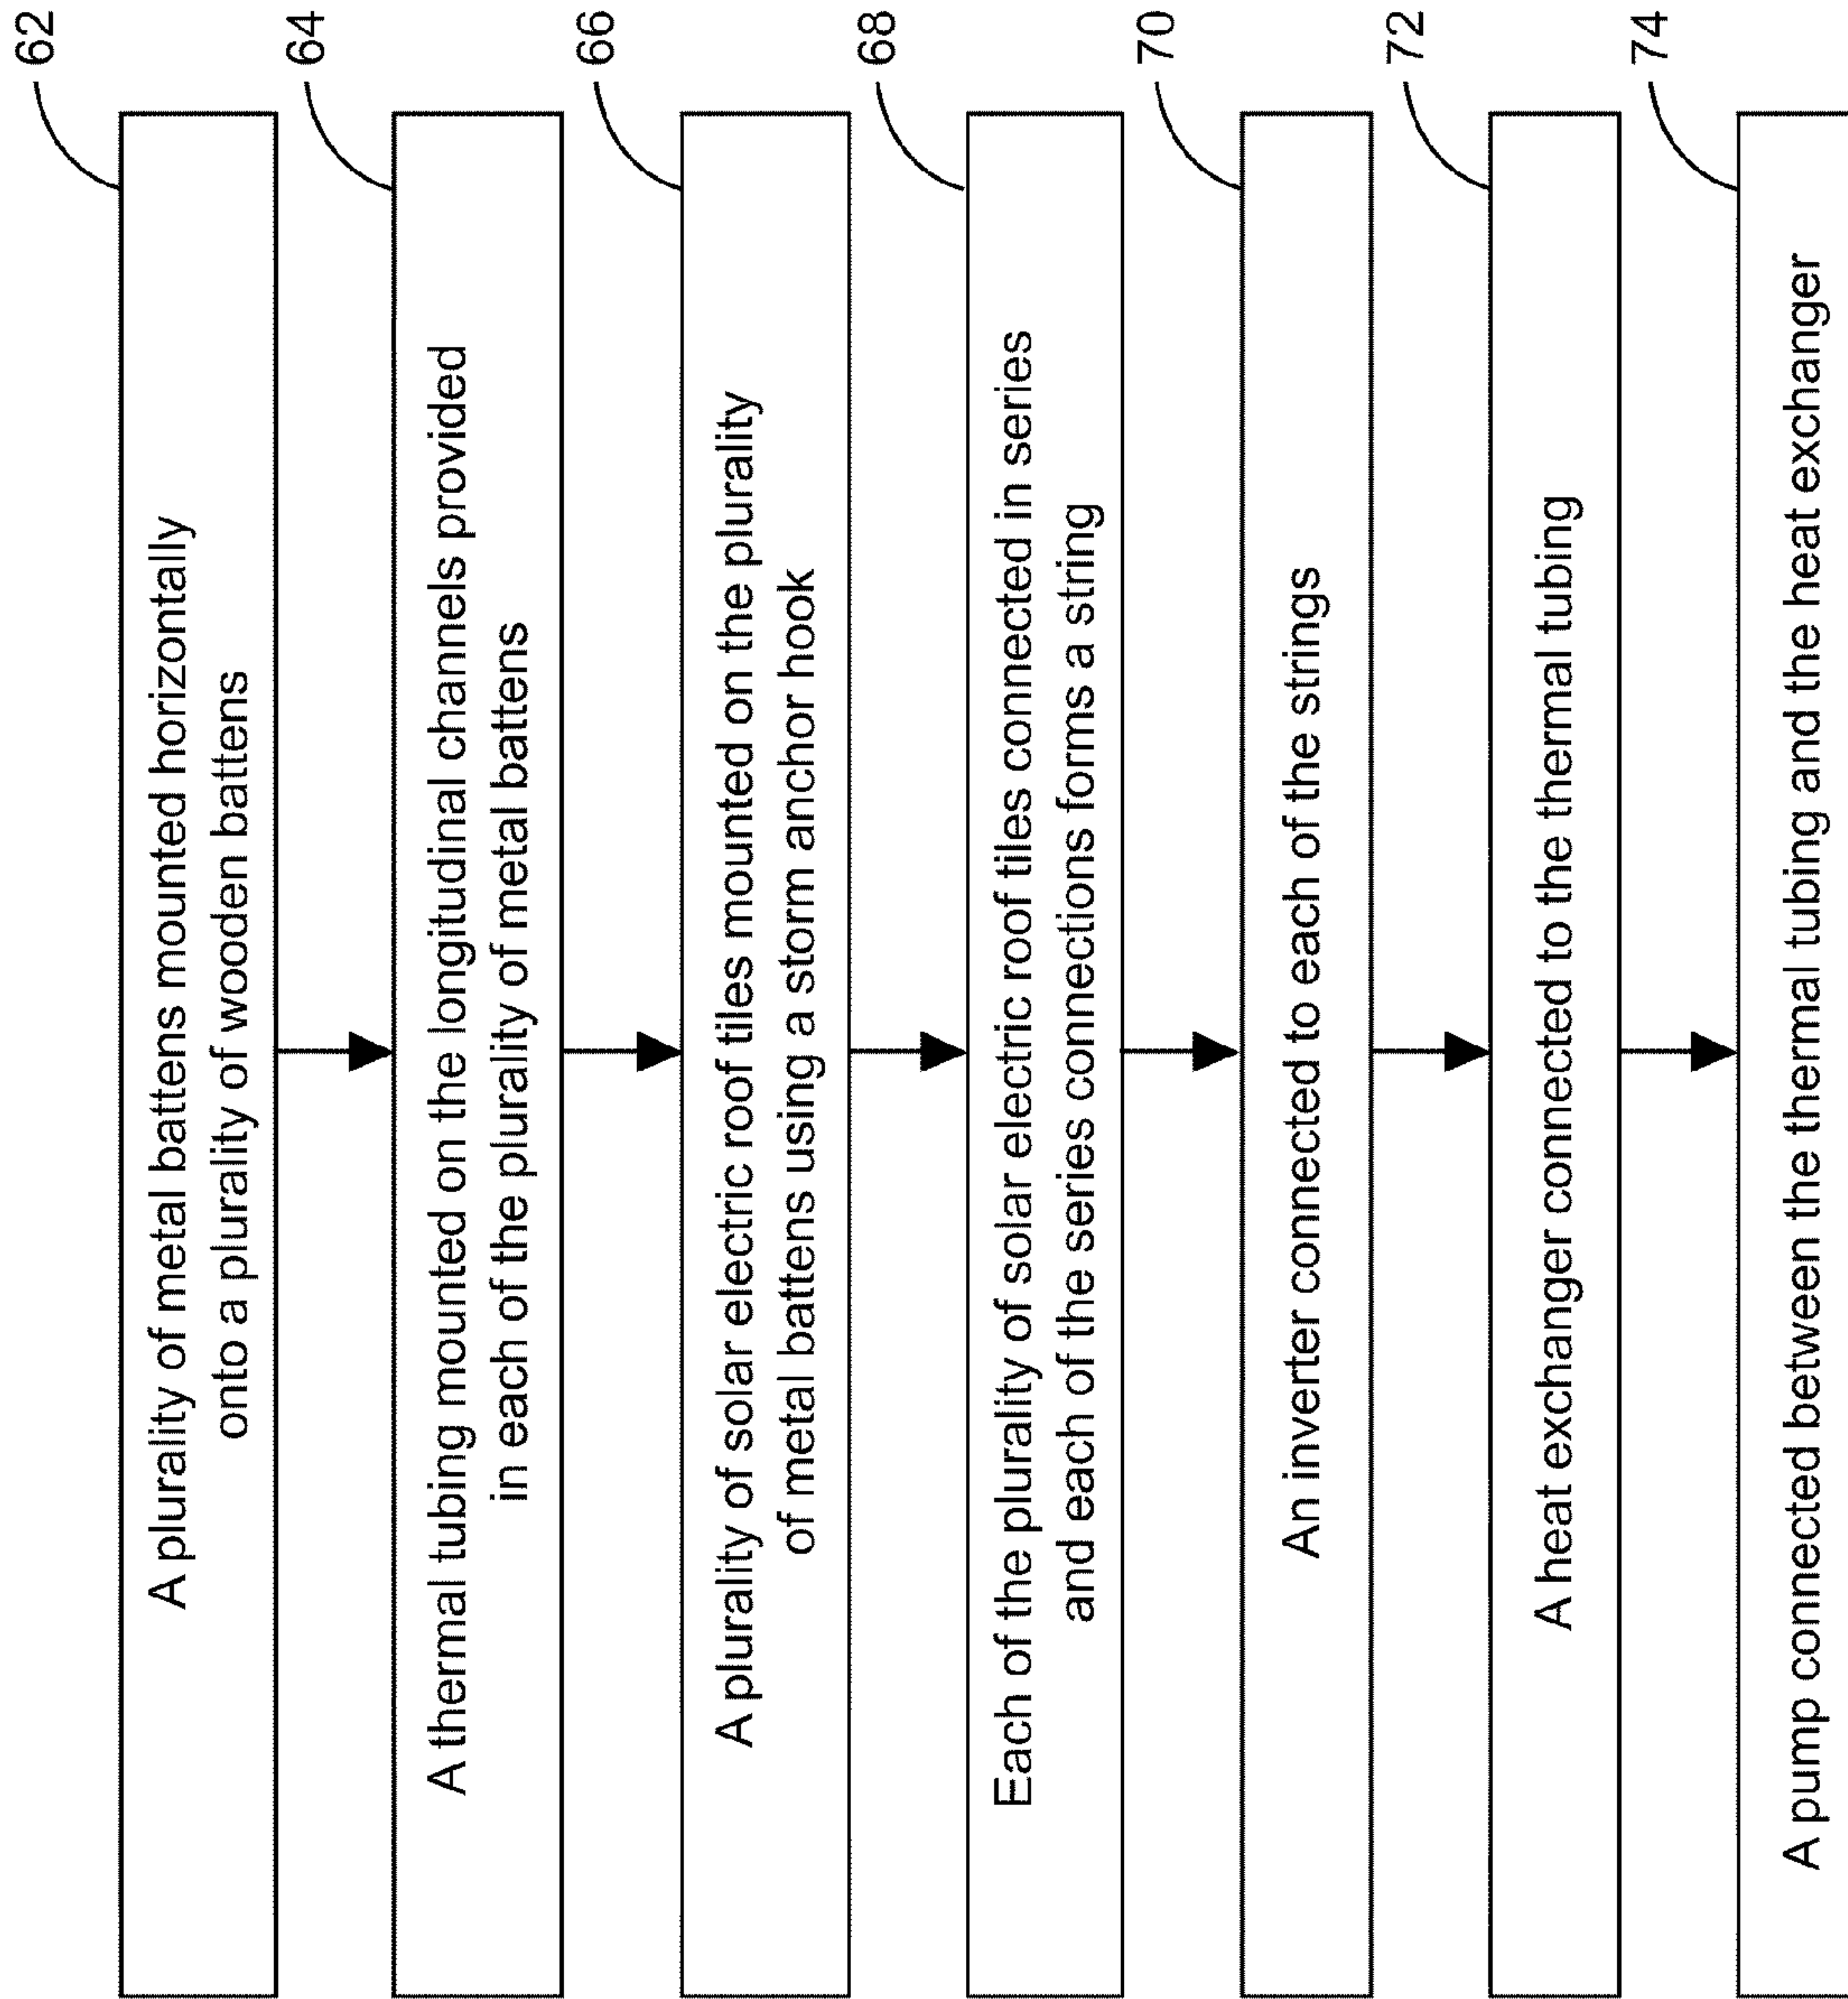 62
A plurality of metal battens mounted horizontally
onto a plurality of wooden battens
64
A thermal tubing mounted on the longitudinal channels provided
in each of the plurality of metal battens
66
A plurality of solar electric roof tiles mounted on the plurality
of metal battens using a storm anchor hook
68
Each of the plurality of solar electric roof tiles connected in series
and each of the series connections forms a string
70
An inverter connected to each of the strings
72
A heat exchanger connected to the thermal tubing
74
A pump connected between the thermal tubing and the heat exchanger